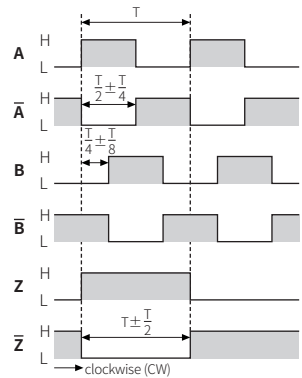 T
A H
L
A̅ H
L
T/2 ± T/4
T/4 ± T/8
B H
L
B̅ H
L
Z H
L
Z̅ H
L
T ± T/2
clockwise (CW)